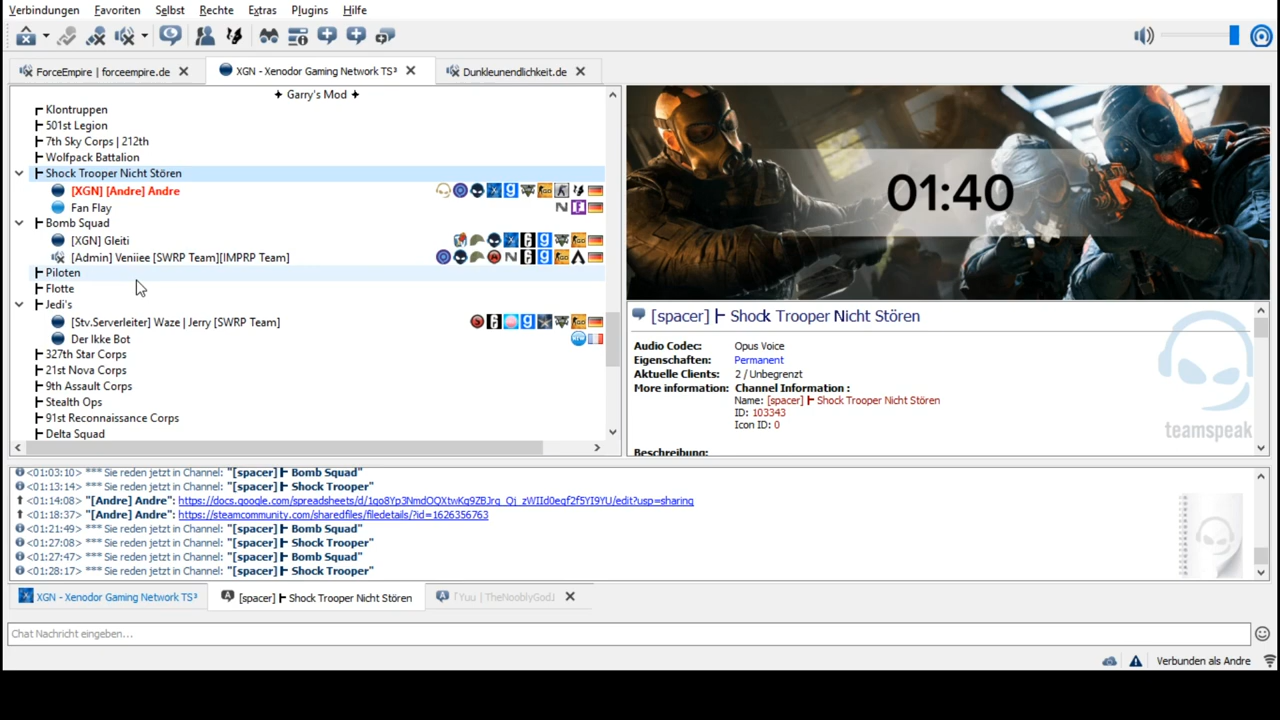 Verbindungen Favoriten Selbst Rechte Extras Plugins Hilfe
ForceEmpire | forceempire.de
XGN - Xenodor Gaming Network TS³
Dunkleunendlichkeit.de
✦ Garry's Mod ✦
Klontruppen
501st Legion
7th Sky Corps | 212th
Wolfpack Battalion
Shock Trooper Nicht Stören
[XGN] [Andre] Andre
Fan Flay
Bomb Squad
[XGN] Gleiti
[Admin] Veniiee [SWRP Team][IMPRP Team]
Piloten
Flotte
Jedi's
[Stv.Serverleiter] Waze | Jerry [SWRP Team]
Der Ikke Bot
327th Star Corps
21st Nova Corps
9th Assault Corps
Stealth Ops
91st Reconnaissance Corps
Delta Squad
01:40
[spacer]┣ Shock Trooper Nicht Stören
Audio Codec: Opus Voice
Eigenschaften: Permanent
Aktuelle Clients: 2 / Unbegrenzt
More information: Channel Information :
Name: [spacer]┣ Shock Trooper Nicht Stören
ID: 103343
Icon ID: 0
Beschreibung:
teamspeak
<01:03:10> *** Sie reden jetzt in Channel: "[spacer]┣ Bomb Squad"
<01:13:14> *** Sie reden jetzt in Channel: "[spacer]┣ Shock Trooper"
<01:14:08> "[Andre] Andre": 
<01:18:37> "[Andre] Andre": https://steamcommunity.com/sharedfiles/filedetails/?id=1626356763
<01:21:49> *** Sie reden jetzt in Channel: "[spacer]┣ Bomb Squad"
<01:27:08> *** Sie reden jetzt in Channel: "[spacer]┣ Shock Trooper"
<01:27:47> *** Sie reden jetzt in Channel: "[spacer]┣ Bomb Squad"
<01:28:17> *** Sie reden jetzt in Channel: "[spacer]┣ Shock Trooper"
XGN - Xenodor Gaming Network TS³
[spacer]┣ Shock Trooper Nicht Stören
Yuu | TheNooblyGod
Chat Nachricht eingeben...
Verbunden als Andre